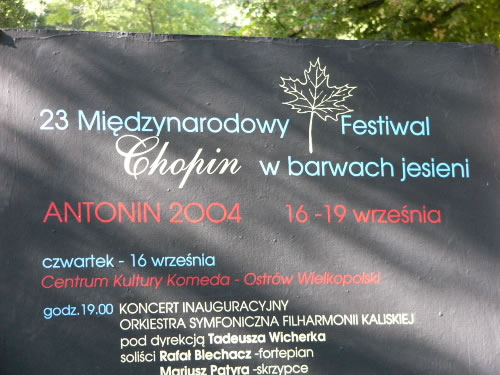 23 Międzynarodowy Festiwal
Chopin w barwach jesieni
ANTONIN 2004 16 -19 września
czwartek - 16 września
Centrum Kultury Komeda - Ostrów Wielkopolski
godz.19.00 KONCERT INAUGURACYJNY
ORKIESTRA SYMFONICZNA FILHARMONII KALISKIEJ
pod dyrekcją Tadeusza Wicherka
soliści Rafał Blechacz -fortepian
Mariusz Patyra -skrzypce